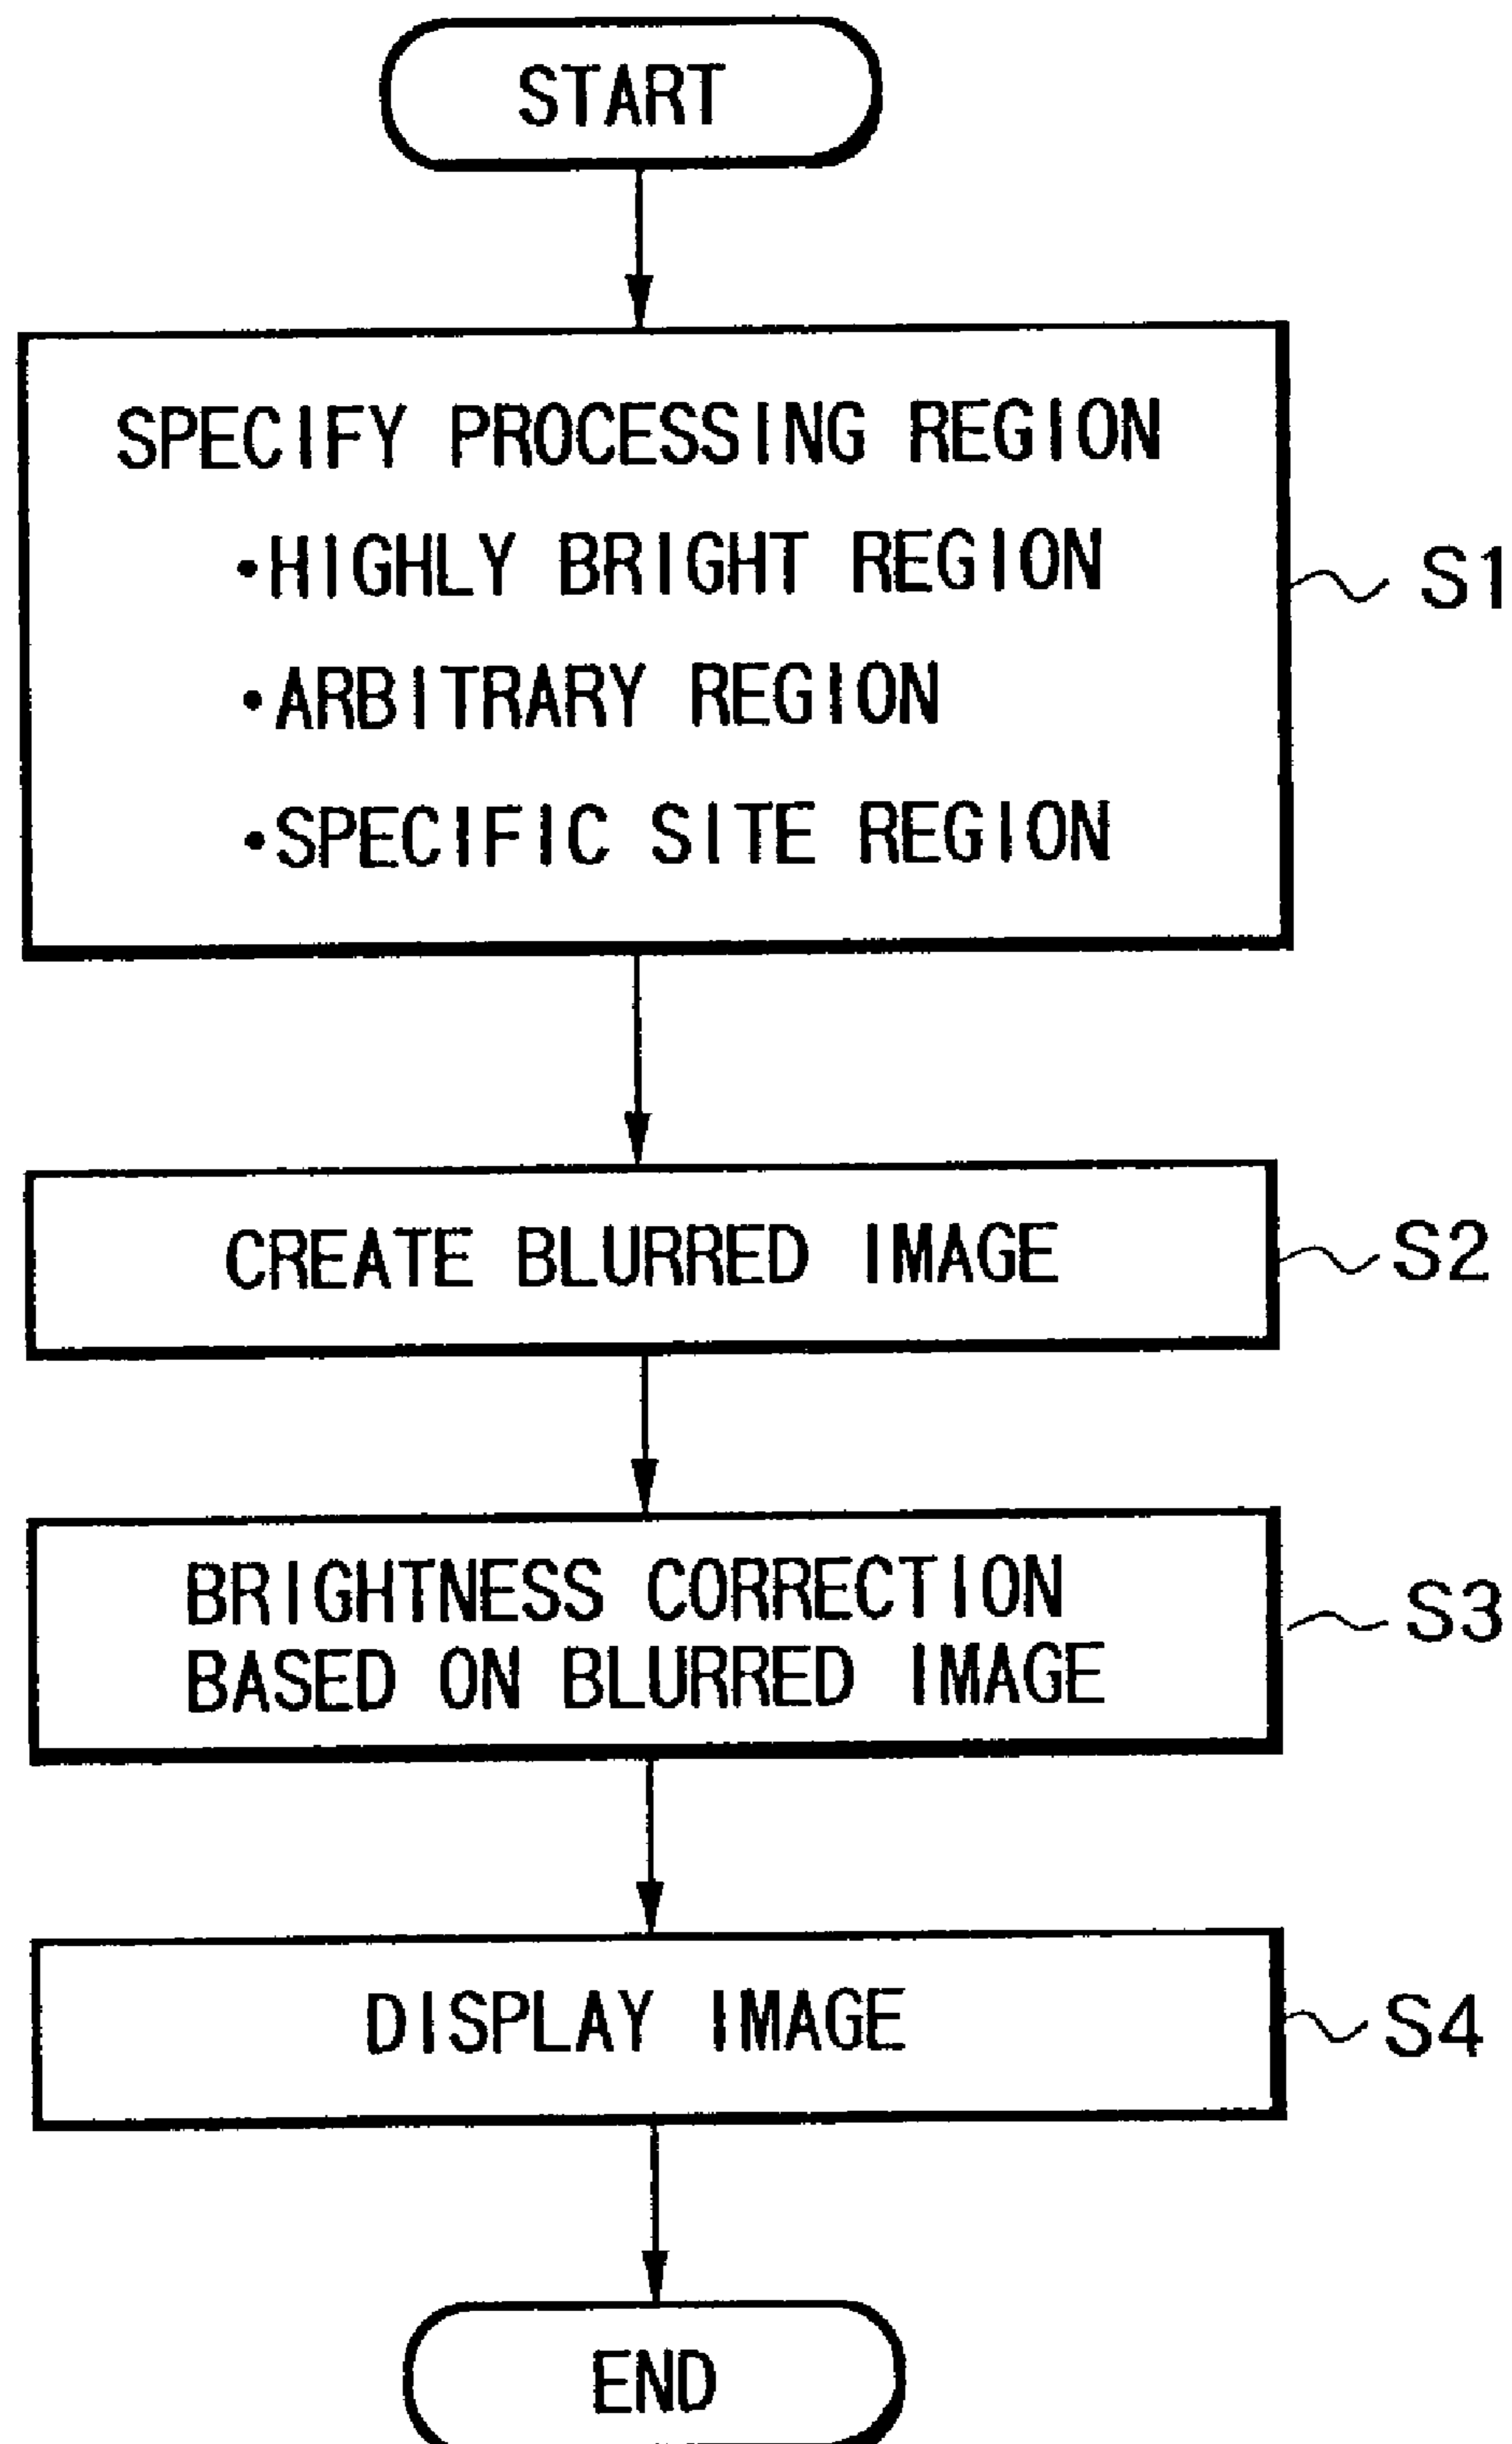 START
SPECIFY PROCESSING REGION
•HIGHLY BRIGHT REGION
S1
•ARBITRARY REGION
•SPECIFIC SITE REGION
CREATE BLURRED IMAGE
S2
BRIGHTNESS CORRECTION
BASED ON BLURRED IMAGE
S3
DISPLAY IMAGE
S4
END